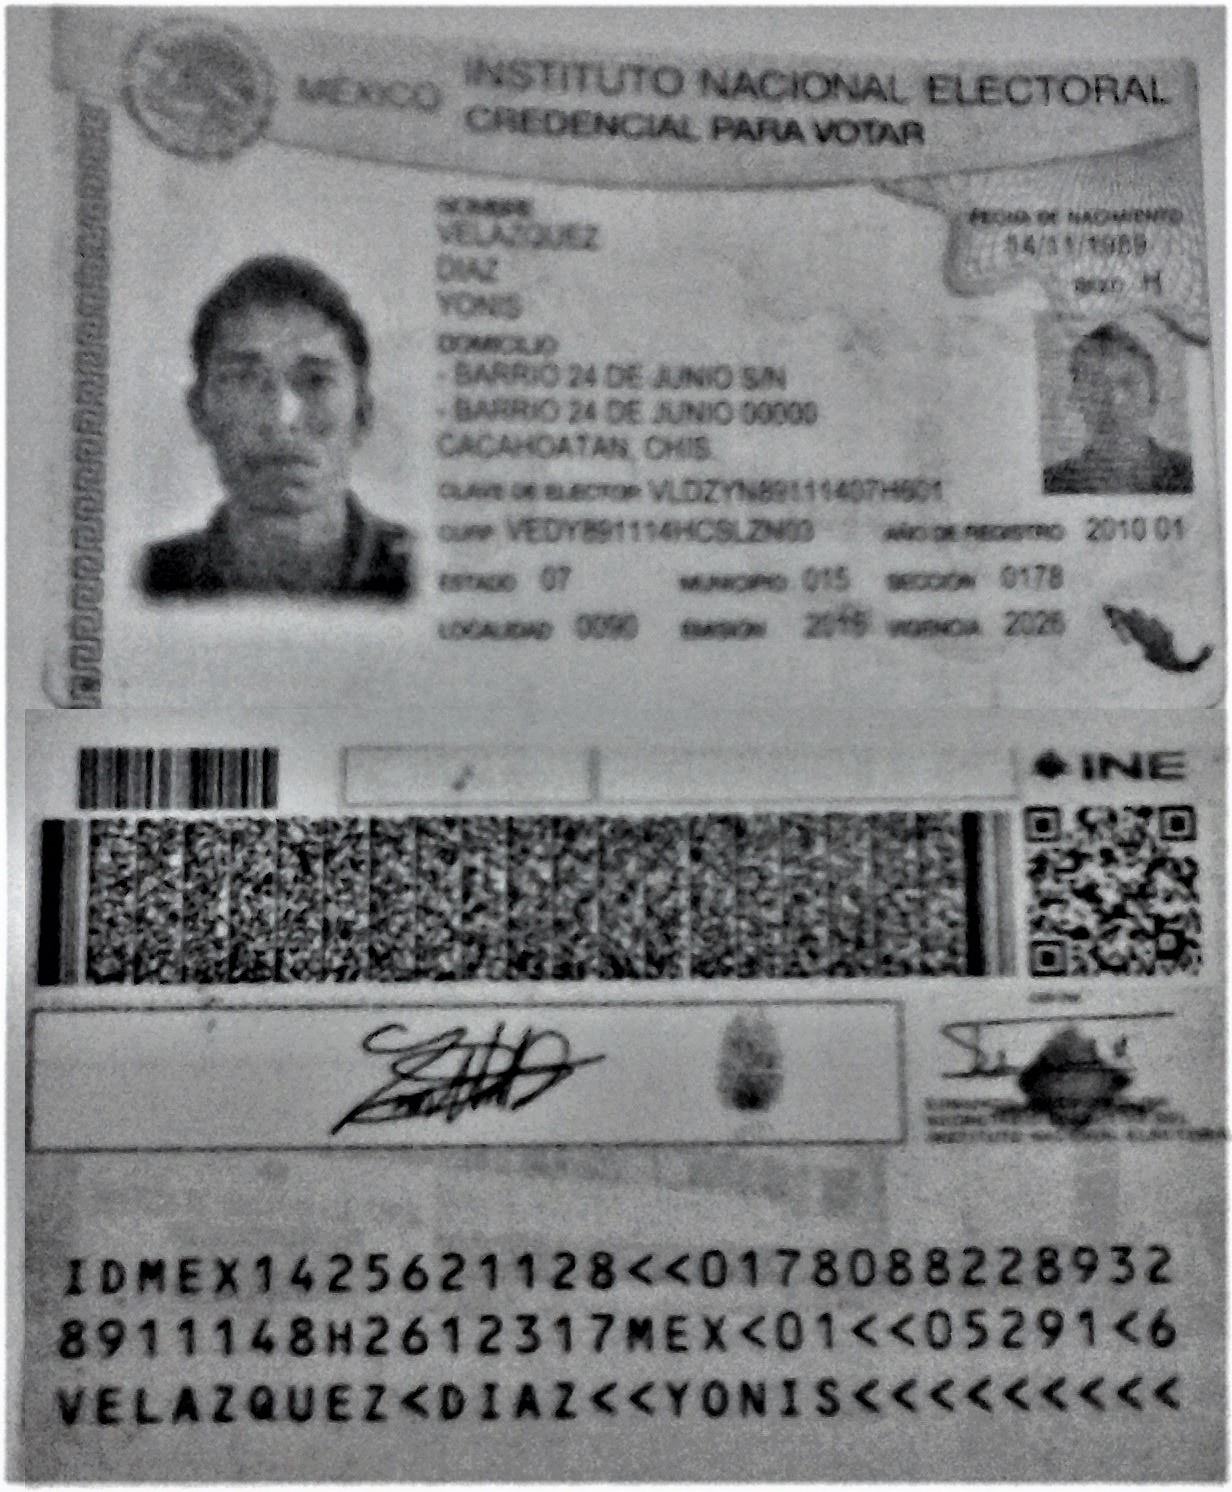 MÉXICO
INSTITUTO NACIONAL ELECTORAL
CREDENCIAL PARA VOTAR
NOMBRE
VELAZQUEZ
DIAZ
YONIS
FECHA DE NACIMIENTO
14/11/1989
SEXO H
DOMICILIO
- BARRIO 24 DE JUNIO S/N
- BARRIO 24 DE JUNIO 00000
CACAHOATAN, CHIS.
CLAVE DE ELECTOR VLDZYN89111407H601
CURP VEDY891114HCSLZN03 AÑO DE REGISTRO 2010 01
ESTADO 07 MUNICIPIO 015 SECCIÓN 0178
LOCALIDAD 0090 EMISIÓN 2016 VIGENCIA 2026
INE
INSTITUTO NACIONAL ELECTORAL
IDMEX1425621128<<0178088228932
8911148H2612317MEX<01<<05291<6
VELAZQUEZ<DIAZ<<YONIS<<<<<<<<<